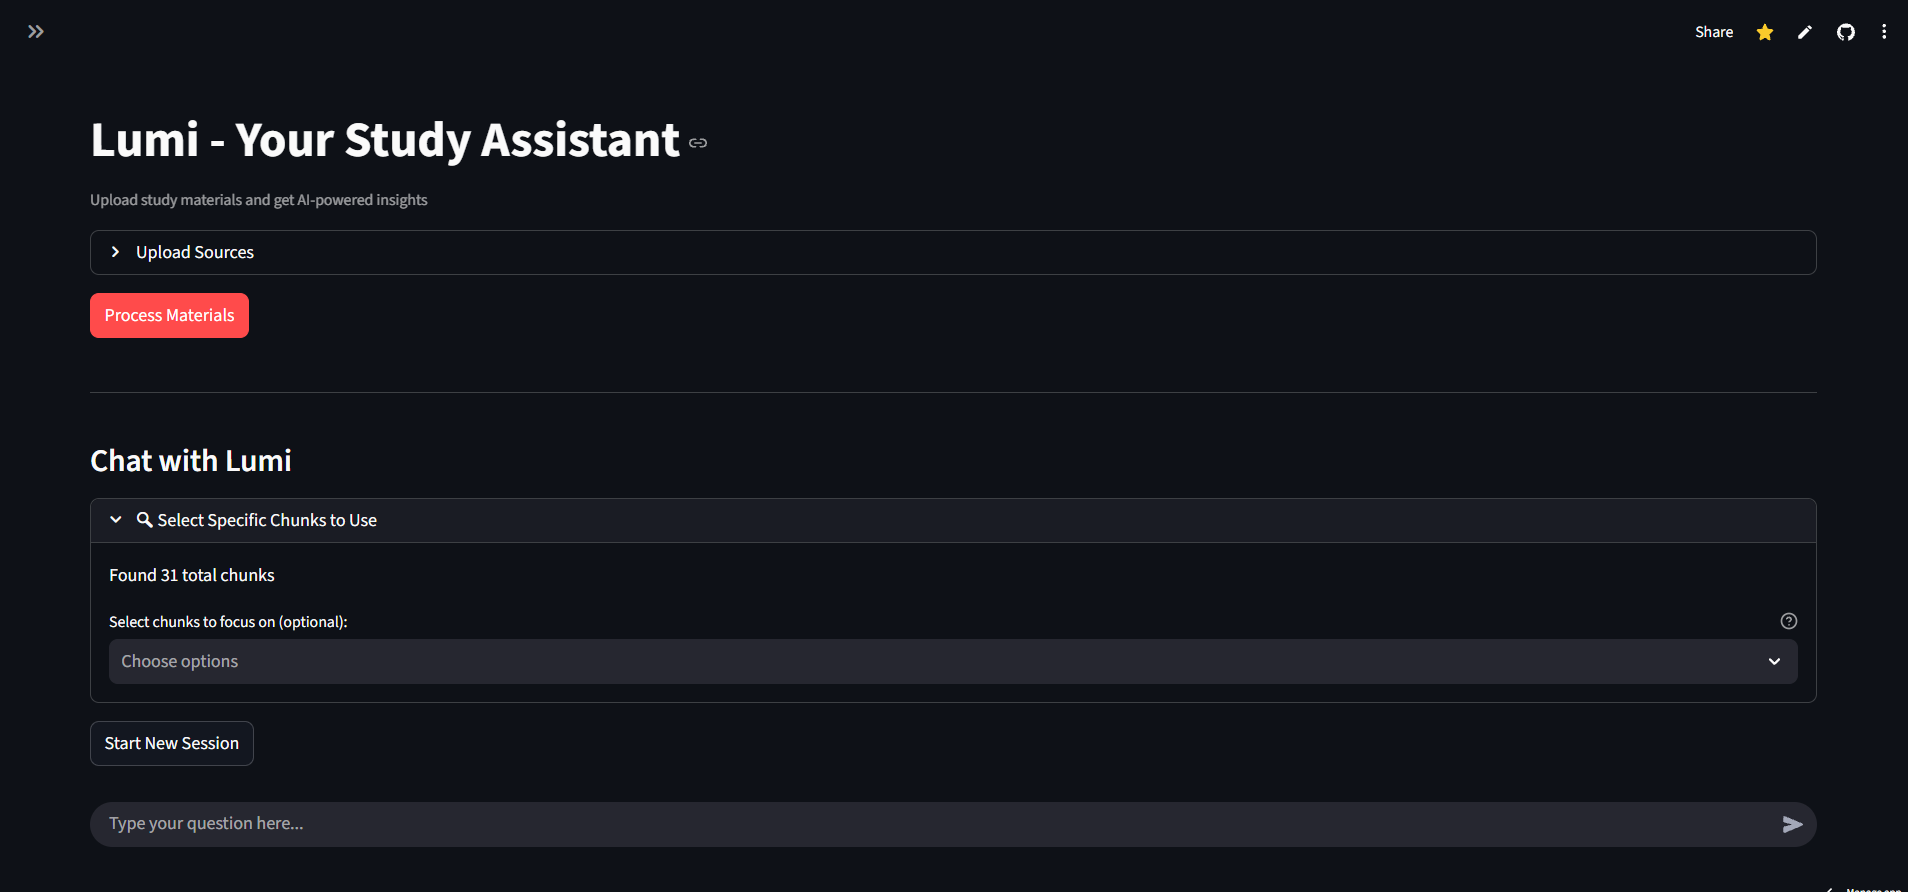 Share
Lumi - Your Study Assistant
Upload study materials and get AI-powered insights
Upload Sources
Process Materials
Chat with Lumi
Select Specific Chunks to Use
Found 31 total chunks
Select chunks to focus on (optional):
Choose options
Start New Session
Type your question here...